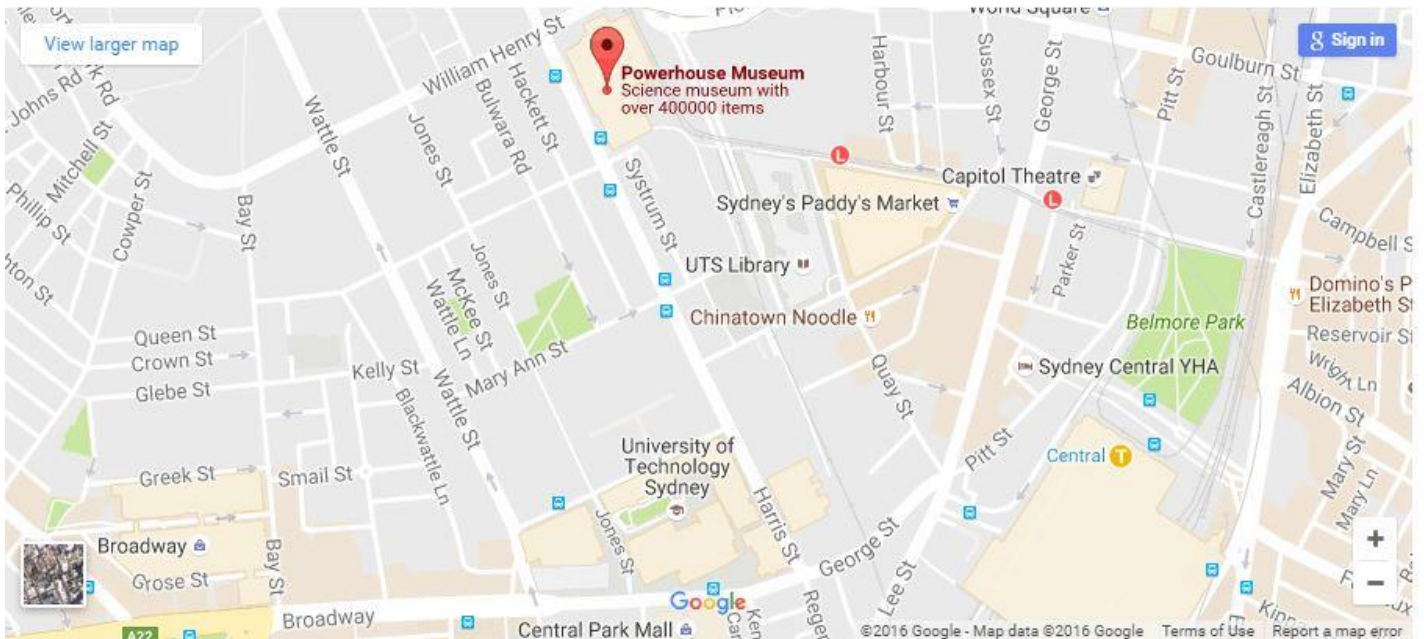 View larger map
Sign in
World Square
Goulburn St
William Henry St
Powerhouse Museum
Science museum with
over 400000 items
Johns Rd
Mitchell St
Phillip St
Cowper St
Bay St
Wattle St
Jones St
Bulwara Rd
Hackett St
Systrum St
Harbour St
Sussex St
George St
Pitt St
Castlereagh St
Elizabeth St
Capitol Theatre
L
L
Sydney's Paddy's Market
Campbell S
Parker St
UTS Library
Domino's P
Elizabeth St
Chinatown Noodle
Belmore Park
Reservoir St
Wright Ln
Albion St
Queen St
Crown St
Glebe St
Kelly St
Jones St
McKee St
Wattle Ln
Mary Ann St
Wattle St
Blackwattle Ln
Quay St
Sydney Central YHA
Pitt St
Central
T
Mary St
Mary Ln
University of
Technology
Sydney
Greek St
Smail St
Jones St
Harris St
George St
Lee St
Broadway
Grose St
Bay St
Broadway
A22
Central Park Mall
Google
+
−
©2016 Google - Map data ©2016 Google
Terms of Use
Report a map error